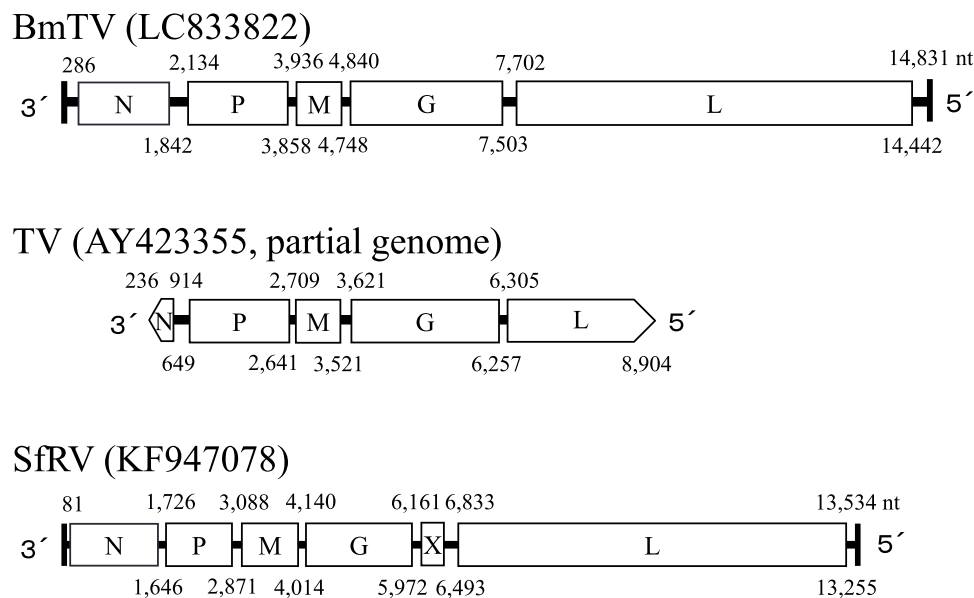 BmTV (LC833822)
286 2,134 3,936 4,840 7,702 14,831 nt
3´ N P M G L 5´
1,842 3,858 4,748 7,503 14,442
TV (AY423355, partial genome)
236 914 2,709 3,621 6,305
3´ N P M G L 5´
649 2,641 3,521 6,257 8,904
SfRV (KF947078)
81 1,726 3,088 4,140 6,161 6,833 13,534 nt
3´ N P M G X L 5´
1,646 2,871 4,014 5,972 6,493 13,255